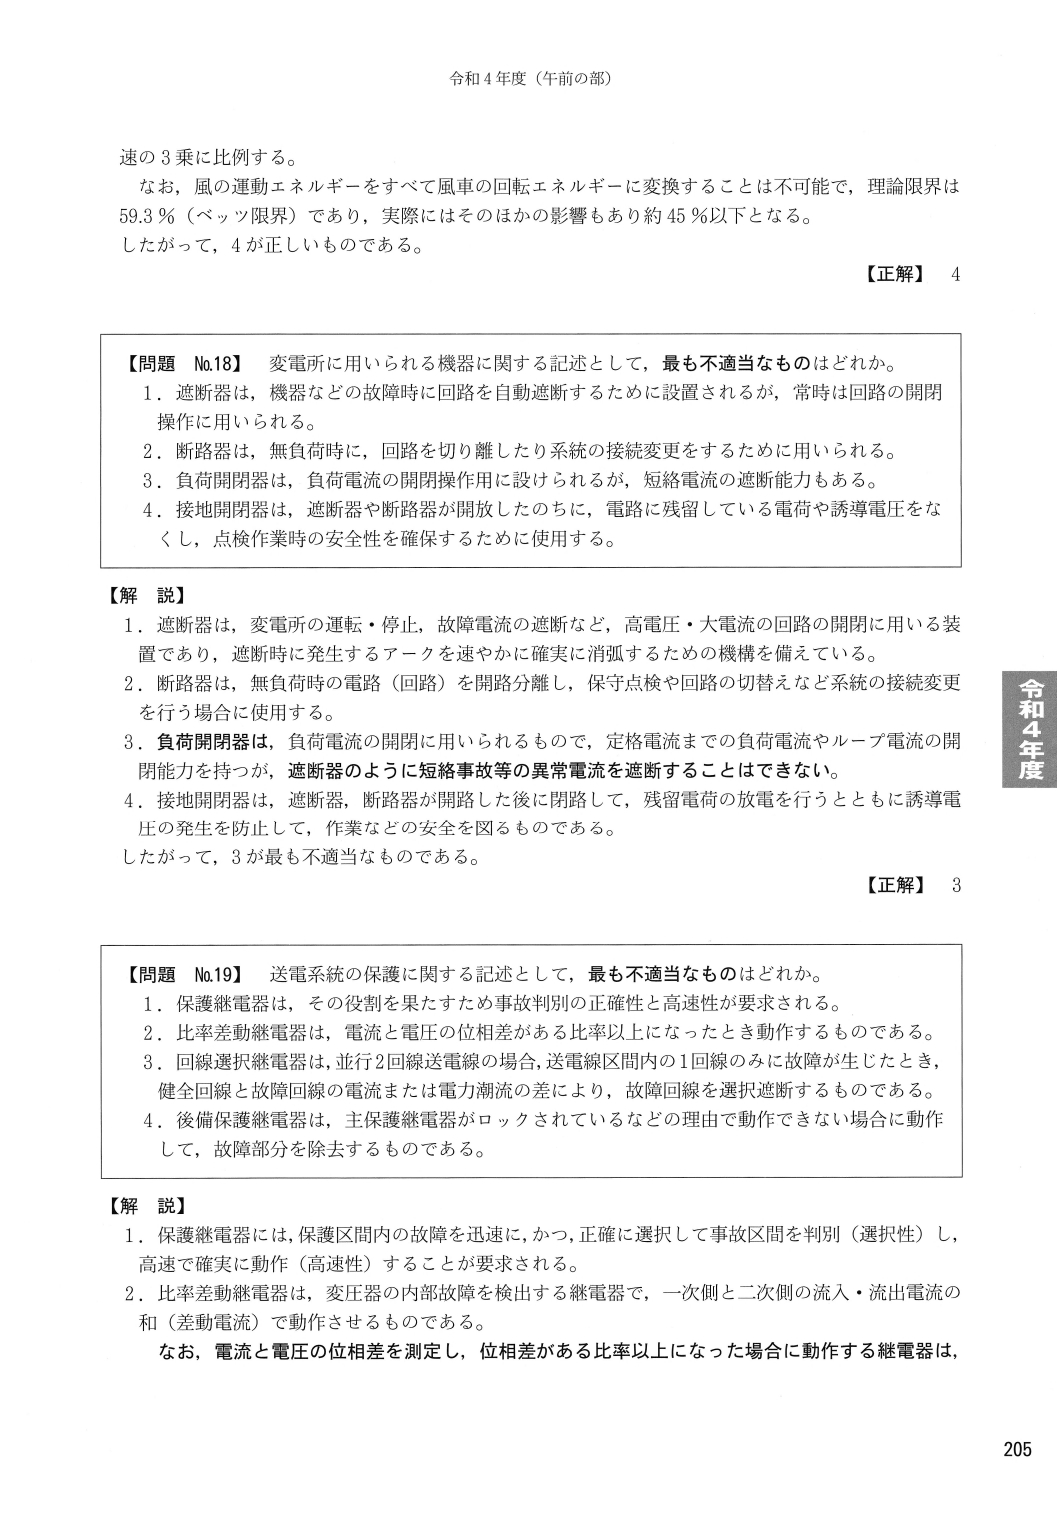 令和4年度（午前の部）
速の3乗に比例する。
なお，風の運動エネルギーをすべて風車の回転エネルギーに変換することは不可能で，理論限界は
59.3％（ベッツ限界）であり，実際にはそのほかの影響もあり約45％以下となる。
したがって，4が正しいものである。
【正解】　4
【問題　No.18】　変電所に用いられる機器に関する記述として，最も不適当なものはどれか。
1．遮断器は，機器などの故障時に回路を自動遮断するために設置されるが，常時は回路の開閉
操作に用いられる。
2．断路器は，無負荷時に，回路を切り離したり系統の接続変更をするために用いられる。
3．負荷開閉器は，負荷電流の開閉操作用に設けられるが，短絡電流の遮断能力もある。
4．接地開閉器は，遮断器や断路器が開放したのちに，電路に残留している電荷や誘導電圧をな
くし，点検作業時の安全性を確保するために使用する。
【解　説】
1．遮断器は，変電所の運転・停止，故障電流の遮断など，高電圧・大電流の回路の開閉に用いる装
置であり，遮断時に発生するアークを速やかに確実に消弧するための機構を備えている。
2．断路器は，無負荷時の電路（回路）を開路分離し，保守点検や回路の切替えなど系統の接続変更
を行う場合に使用する。
3．負荷開閉器は，負荷電流の開閉に用いられるもので，定格電流までの負荷電流やループ電流の開
閉能力を持つが，遮断器のように短絡事故等の異常電流を遮断することはできない。
4．接地開閉器は，遮断器，断路器が開路した後に閉路して，残留電荷の放電を行うとともに誘導電
圧の発生を防止して，作業などの安全を図るものである。
したがって，3が最も不適当なものである。
【正解】　3
令和4年度
【問題　No.19】　送電系統の保護に関する記述として，最も不適当なものはどれか。
1．保護継電器は，その役割を果たすため事故判別の正確性と高速性が要求される。
2．比率差動継電器は，電流と電圧の位相差がある比率以上になったとき動作するものである。
3．回線選択継電器は，並行2回線送電線の場合，送電線区間内の1回線のみに故障が生じたとき，
健全回線と故障回線の電流または電力潮流の差により，故障回線を選択遮断するものである。
4．後備保護継電器は，主保護継電器がロックされているなどの理由で動作できない場合に動作
して，故障部分を除去するものである。
【解　説】
1．保護継電器には，保護区間内の故障を迅速に，かつ，正確に選択して事故区間を判別（選択性）し，
高速で確実に動作（高速性）することが要求される。
2．比率差動継電器は，変圧器の内部故障を検出する継電器で，一次側と二次側の流入・流出電流の
和（差動電流）で動作させるものである。
なお，電流と電圧の位相差を測定し，位相差がある比率以上になった場合に動作する継電器は，
205